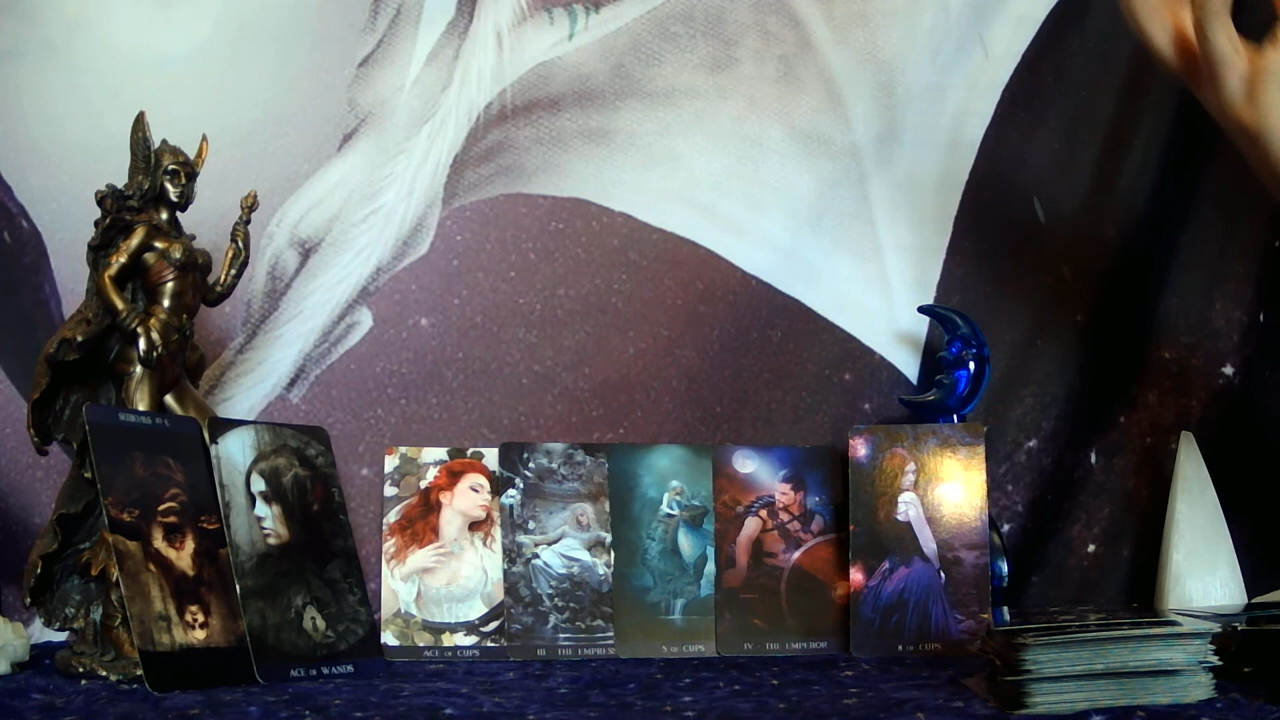 ACE OF WANDS
ACE OF CUPS
III · THE EMPRESS
5 OF CUPS
IV · THE EMPEROR
8 OF CUPS